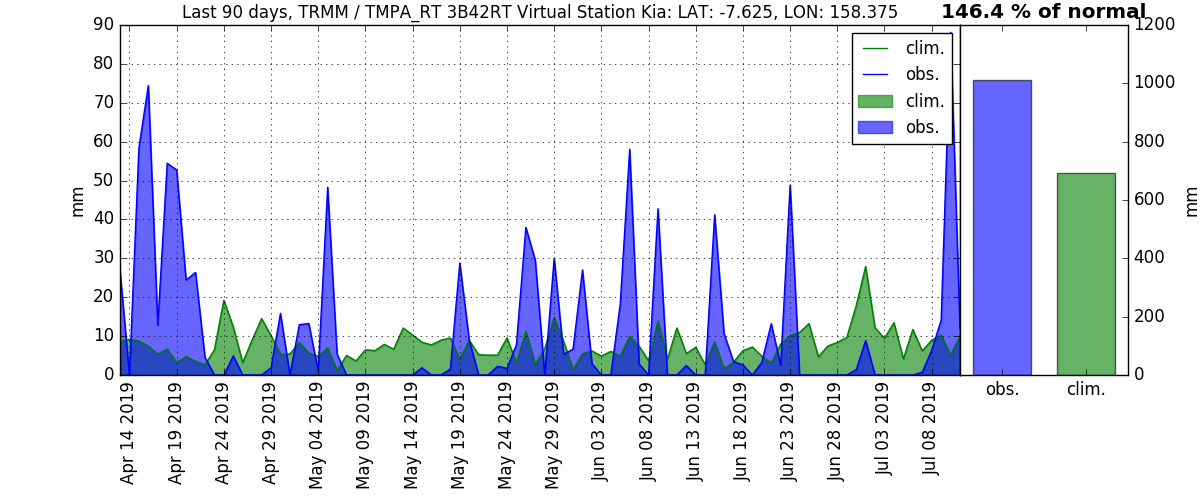 Last 90 days, TRMM / TMPA_RT 3B42RT Virtual Station Kia: LAT: -7.625, LON: 158.375
146.4 % of normal
90
80
70
60
50
40
30
20
10
0
mm
clim.
obs.
clim.
obs.
1200
1000
800
600
400
200
0
mm
Apr 14 2019
Apr 19 2019
Apr 24 2019
Apr 29 2019
May 04 2019
May 09 2019
May 14 2019
May 19 2019
May 24 2019
May 29 2019
Jun 03 2019
Jun 08 2019
Jun 13 2019
Jun 18 2019
Jun 23 2019
Jun 28 2019
Jul 03 2019
Jul 08 2019
obs.
clim.